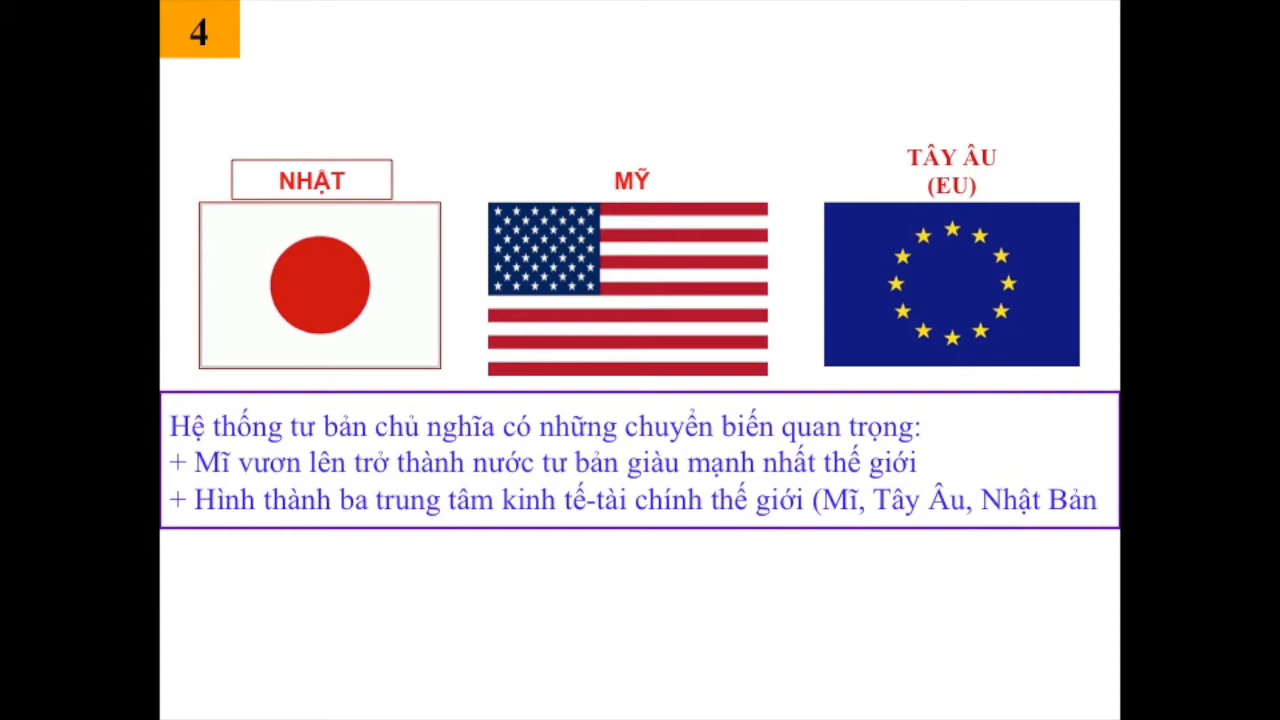 4
NHẬT
MỸ
TÂY ÂU
(EU)
Hệ thống tư bản chủ nghĩa có những chuyển biến quan trọng:
+ Mĩ vươn lên trở thành nước tư bản giàu mạnh nhất thế giới
+ Hình thành ba trung tâm kinh tế-tài chính thế giới (Mĩ, Tây Âu, Nhật Bản